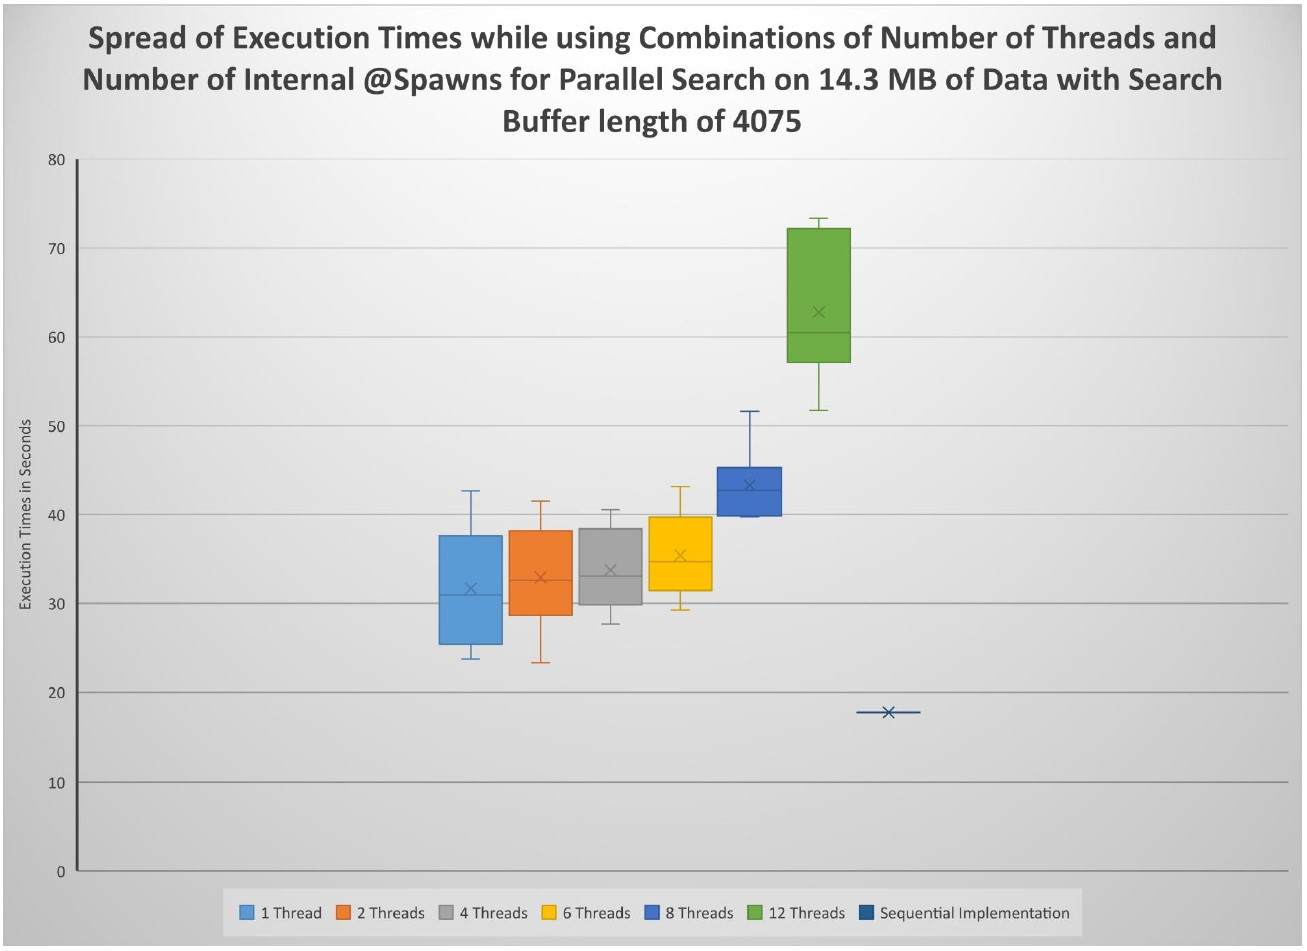 Spread of Execution Times while using Combinations of Number of Threads and
Number of Internal @Spawns for Parallel Search on 14.3 MB of Data with Search
Buffer length of 4075
80
70
60
50
40
30
20
10
0
Execution Times in Seconds
1 Thread 2 Threads 4 Threads 6 Threads 8 Threads 12 Threads Sequential Implementation